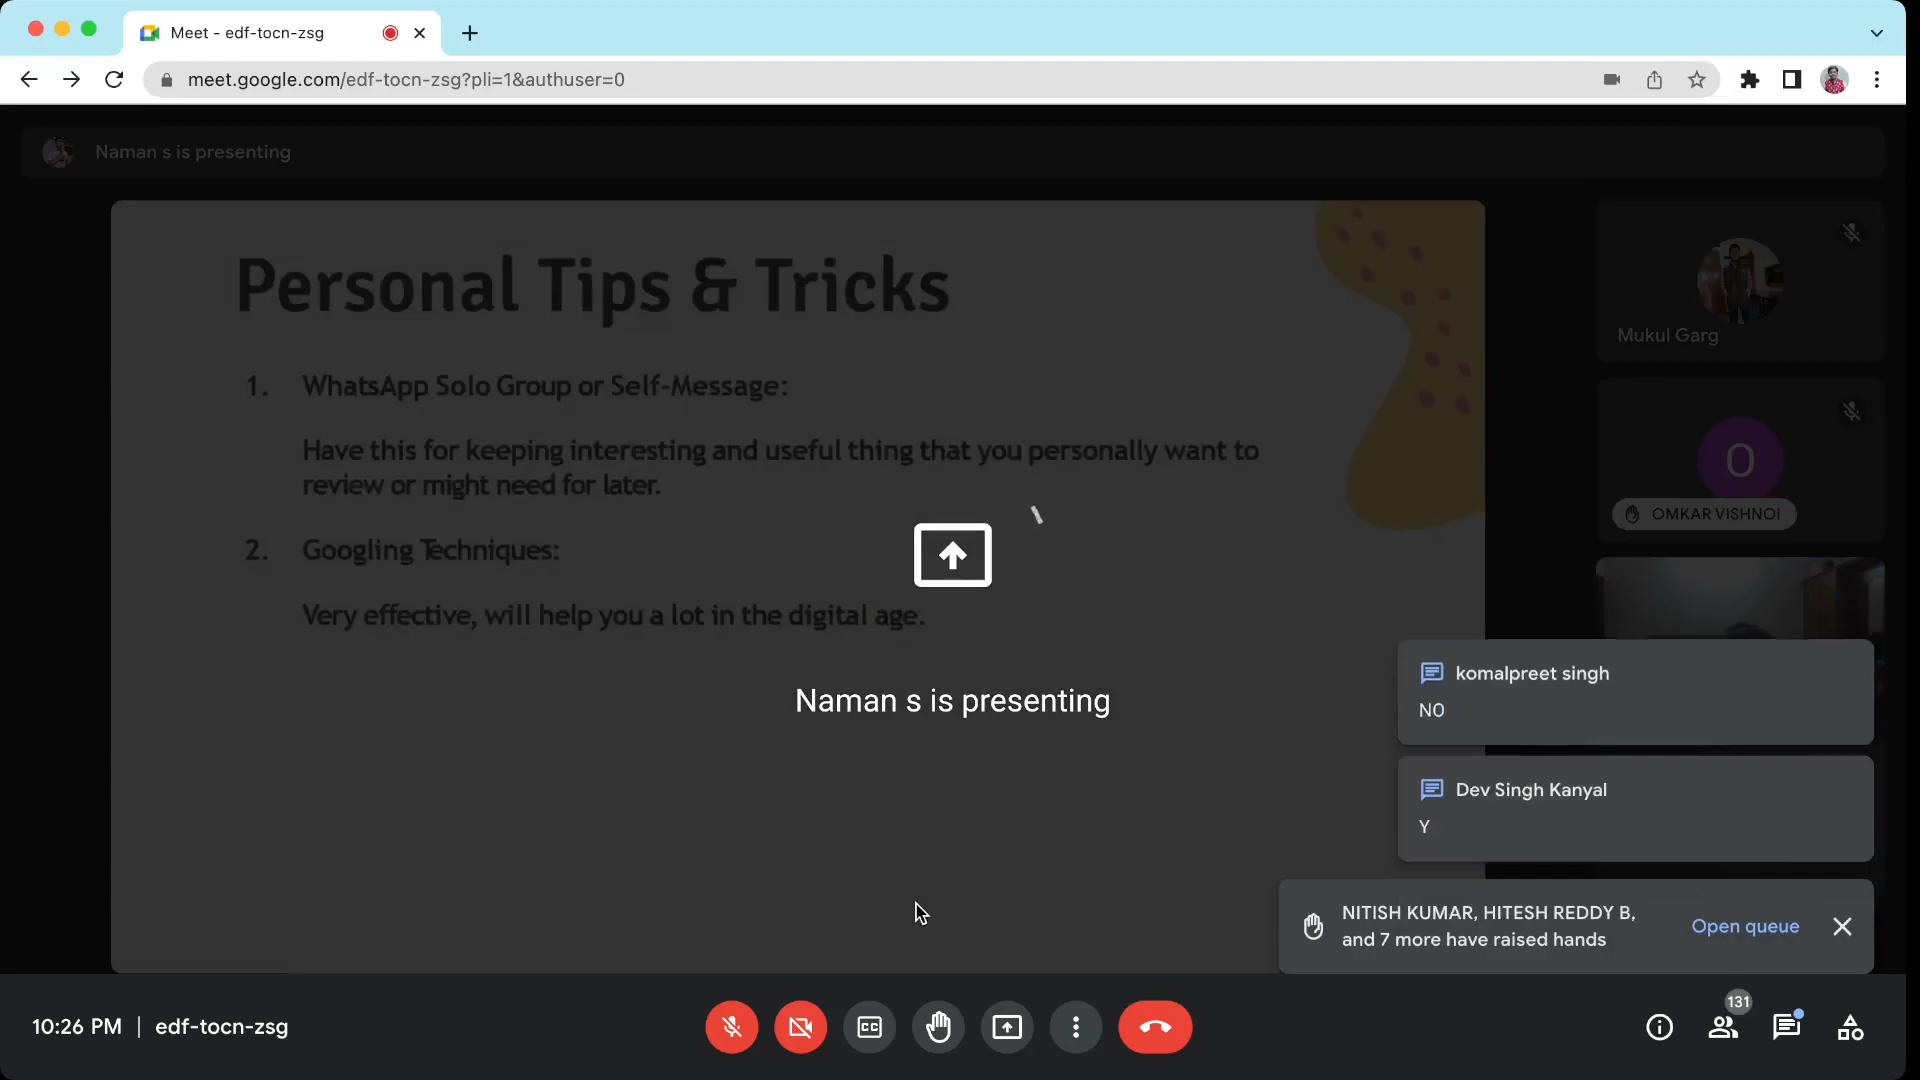 Meet - edf-tocn-zsg
meet.google.com/edf-tocn-zsg?pli=1&authuser=0
Naman s is presenting
Personal Tips & Tricks
1. WhatsApp Solo Group or Self-Message:
Have this for keeping interesting and useful thing that you personally want to
review or might need for later.
2. Googling Techniques:
Very effective, will help you a lot in the digital age.
Naman s is presenting
Mukul Garg
O
OMKAR VISHNOI
komalpreet singh
NO
Dev Singh Kanyal
Y
NITISH KUMAR, HITESH REDDY B,
and 7 more have raised hands
Open queue
10:26 PM | edf-tocn-zsg
CC
131